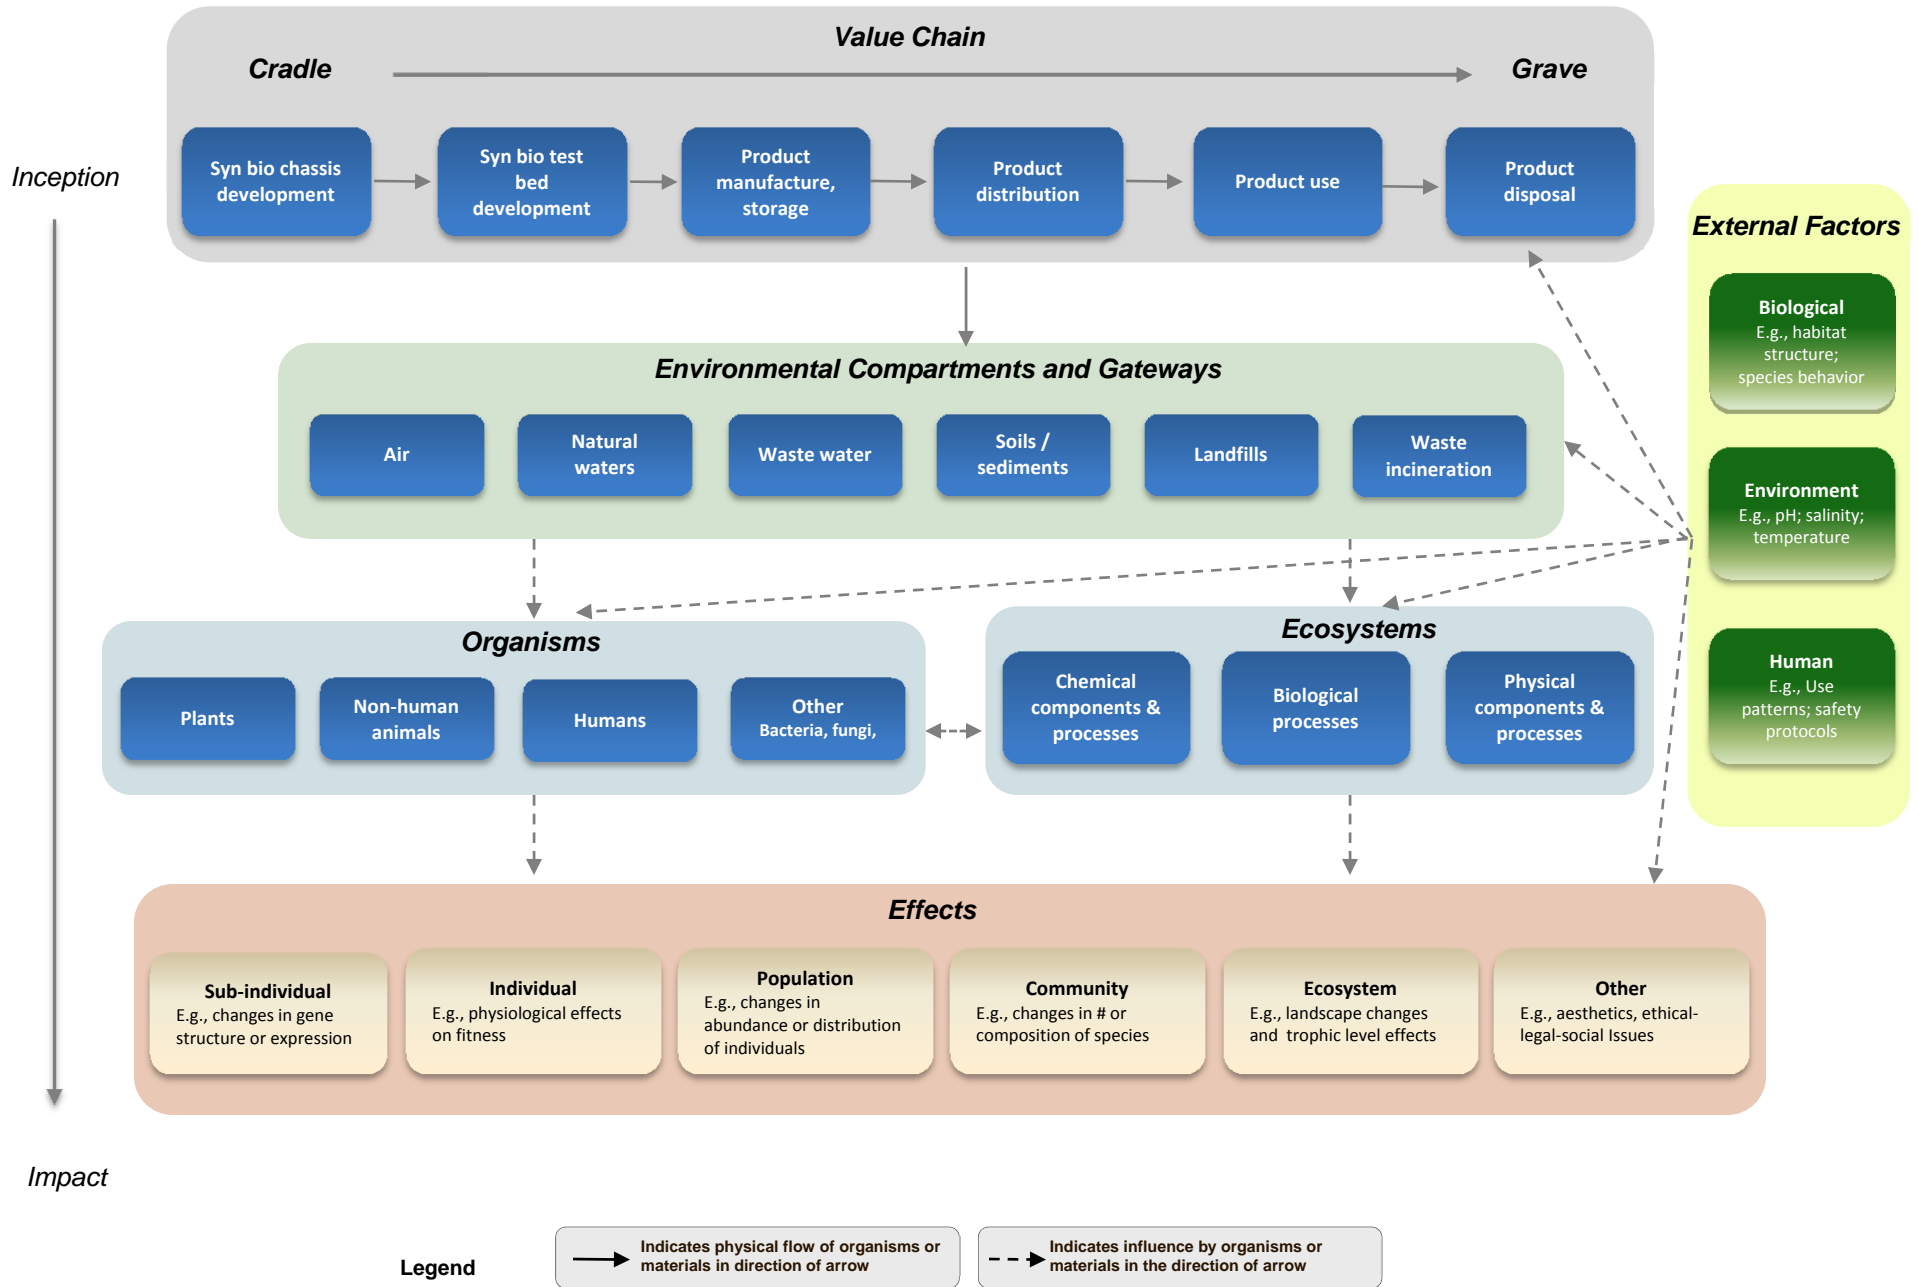 Value Chain
Cradle
Grave
Inception
Syn bio chassis
development
Syn bio test
bed
development
Product
manufacture,
storage
Product
distribution
Product use
Product
disposal
External Factors
Biological
E.g., habitat
structure;
species behavior
Environment
E.g., pH; salinity;
temperature
Human
E.g., Use
patterns; safety
protocols
Environmental Compartments and Gateways
Air
Natural
waters
Waste water
Soils /
sediments
Landfills
Waste
incineration
Organisms
Plants
Non-human
animals
Humans
Other
Bacteria, fungi,
Ecosystems
Chemical
components &
processes
Biological
processes
Physical
components &
processes
Effects
Sub-individual
E.g., changes in gene
structure or expression
Individual
E.g., physiological effects
on fitness
Population
E.g., changes in
abundance or distribution
of individuals
Community
E.g., changes in # or
composition of species
Ecosystem
E.g., landscape changes
and trophic level effects
Other
E.g., aesthetics, ethical-
legal-social Issues
Impact
Legend
Indicates physical flow of organisms or
materials in direction of arrow
Indicates influence by organisms or
materials in the direction of arrow